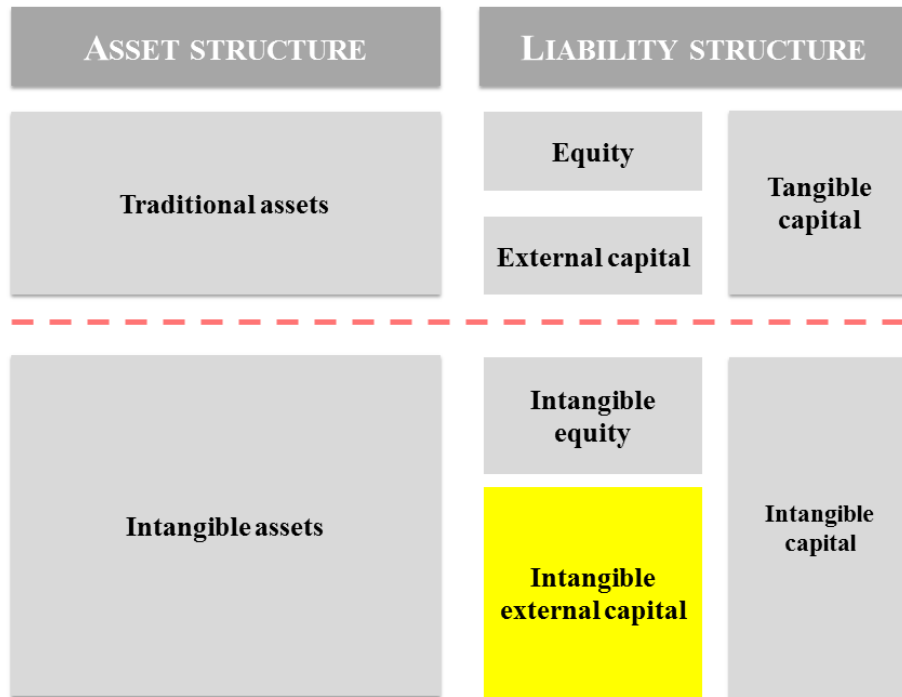 ASSET STRUCTURE
LIABILITY STRUCTURE
Traditional assets
Equity
External capital
Tangible
capital
Intangible assets
Intangible
equity
Intangible
external capital
Intangible
capital